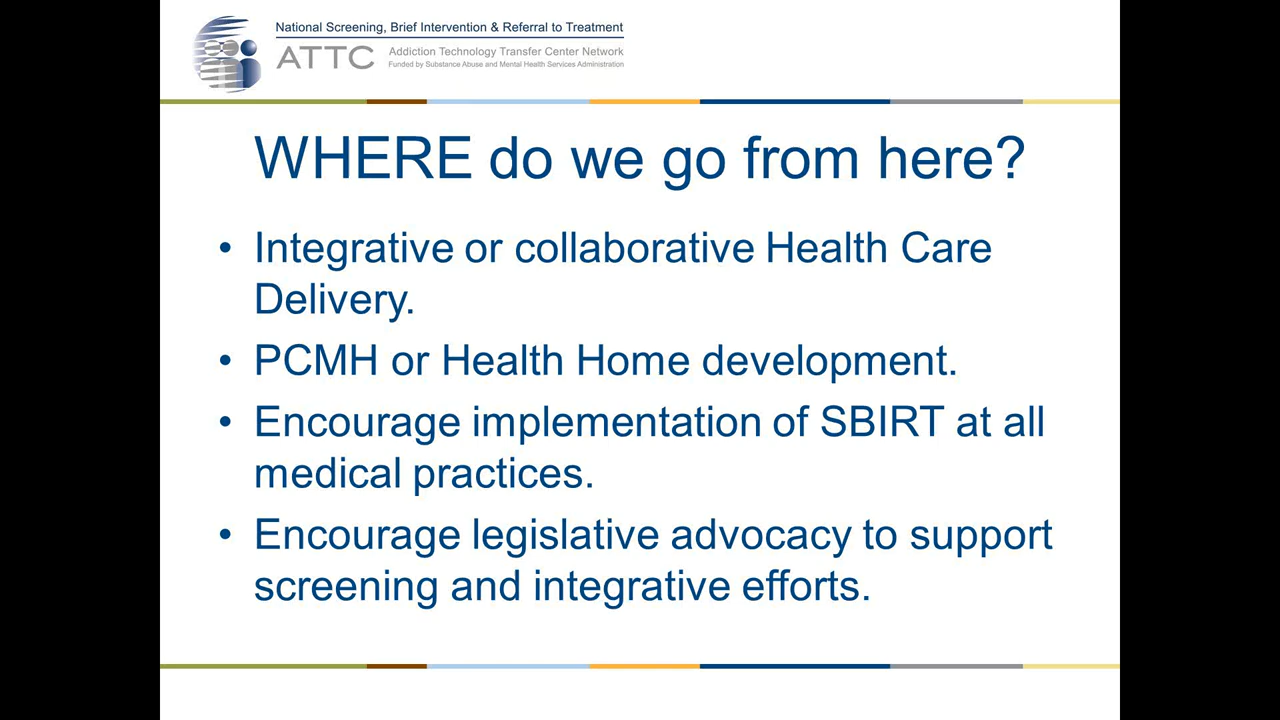 National Screening, Brief Intervention & Referral to Treatment
ATTC
Addiction Technology Transfer Center Network
Funded by Substance Abuse and Mental Health Services Administration
WHERE do we go from here?
• Integrative or collaborative Health Care
Delivery.
• PCMH or Health Home development.
• Encourage implementation of SBIRT at all
medical practices.
• Encourage legislative advocacy to support
screening and integrative efforts.